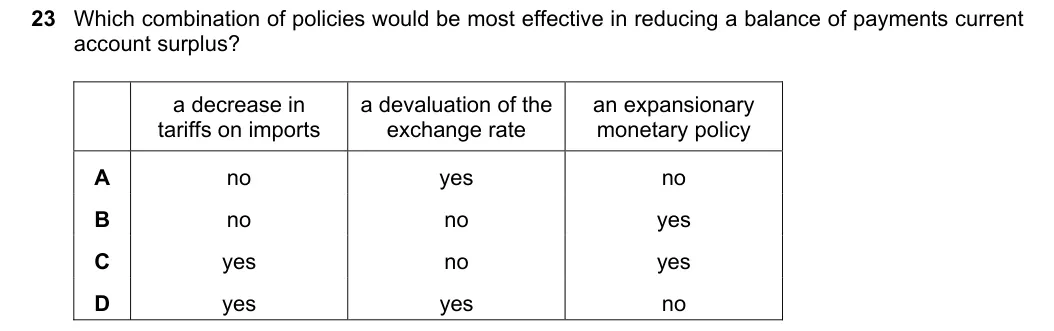 23 Which combination of policies would be most effective in reducing a balance of payments current
account surplus?
a decrease in tariffs on imports | a devaluation of the exchange rate | an expansionary monetary policy
A no yes no
B no no yes
C yes no yes
D yes yes no